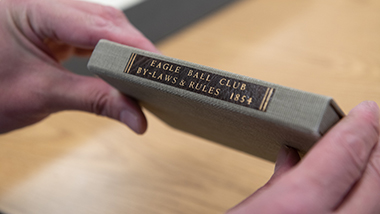 EAGLE BALL CLUB
BY-LAWS & RULES 1854